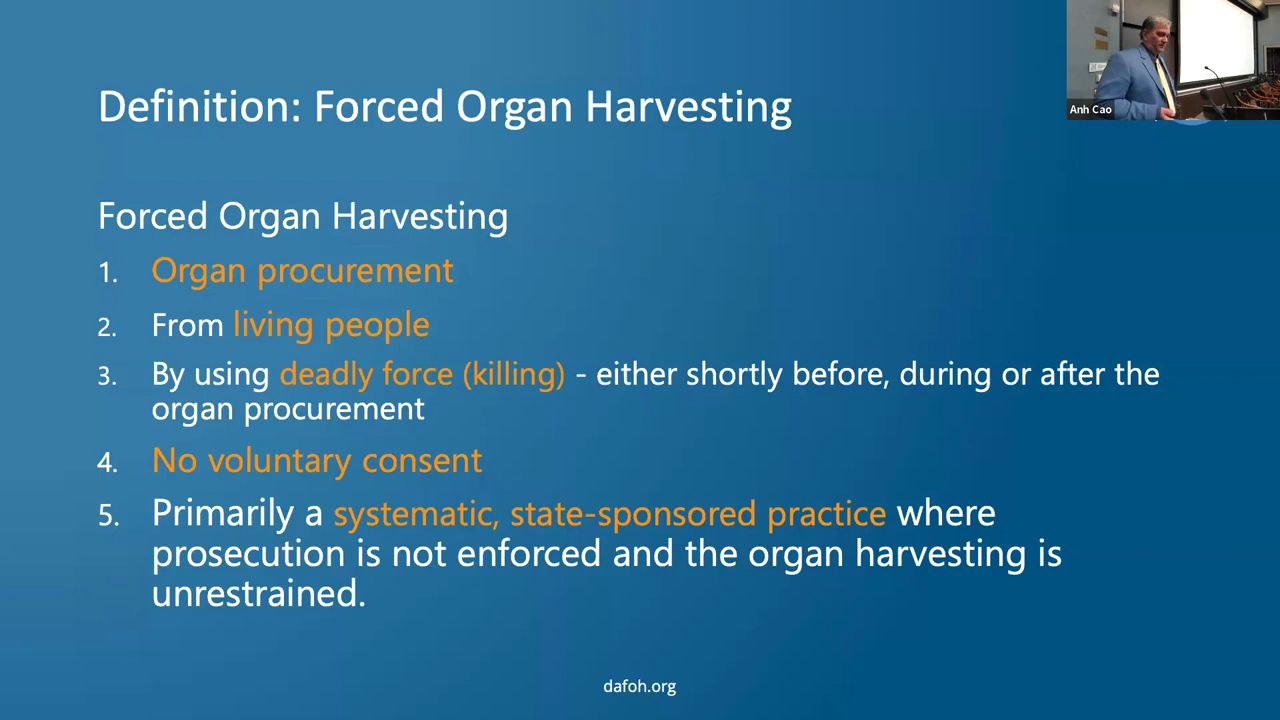 Definition: Forced Organ Harvesting
Anh Cao
Forced Organ Harvesting
1. Organ procurement
2. From living people
3. By using deadly force (killing) - either shortly before, during or after the
organ procurement
4. No voluntary consent
5. Primarily a systematic, state-sponsored practice where
prosecution is not enforced and the organ harvesting is
unrestrained.
dafoh.org